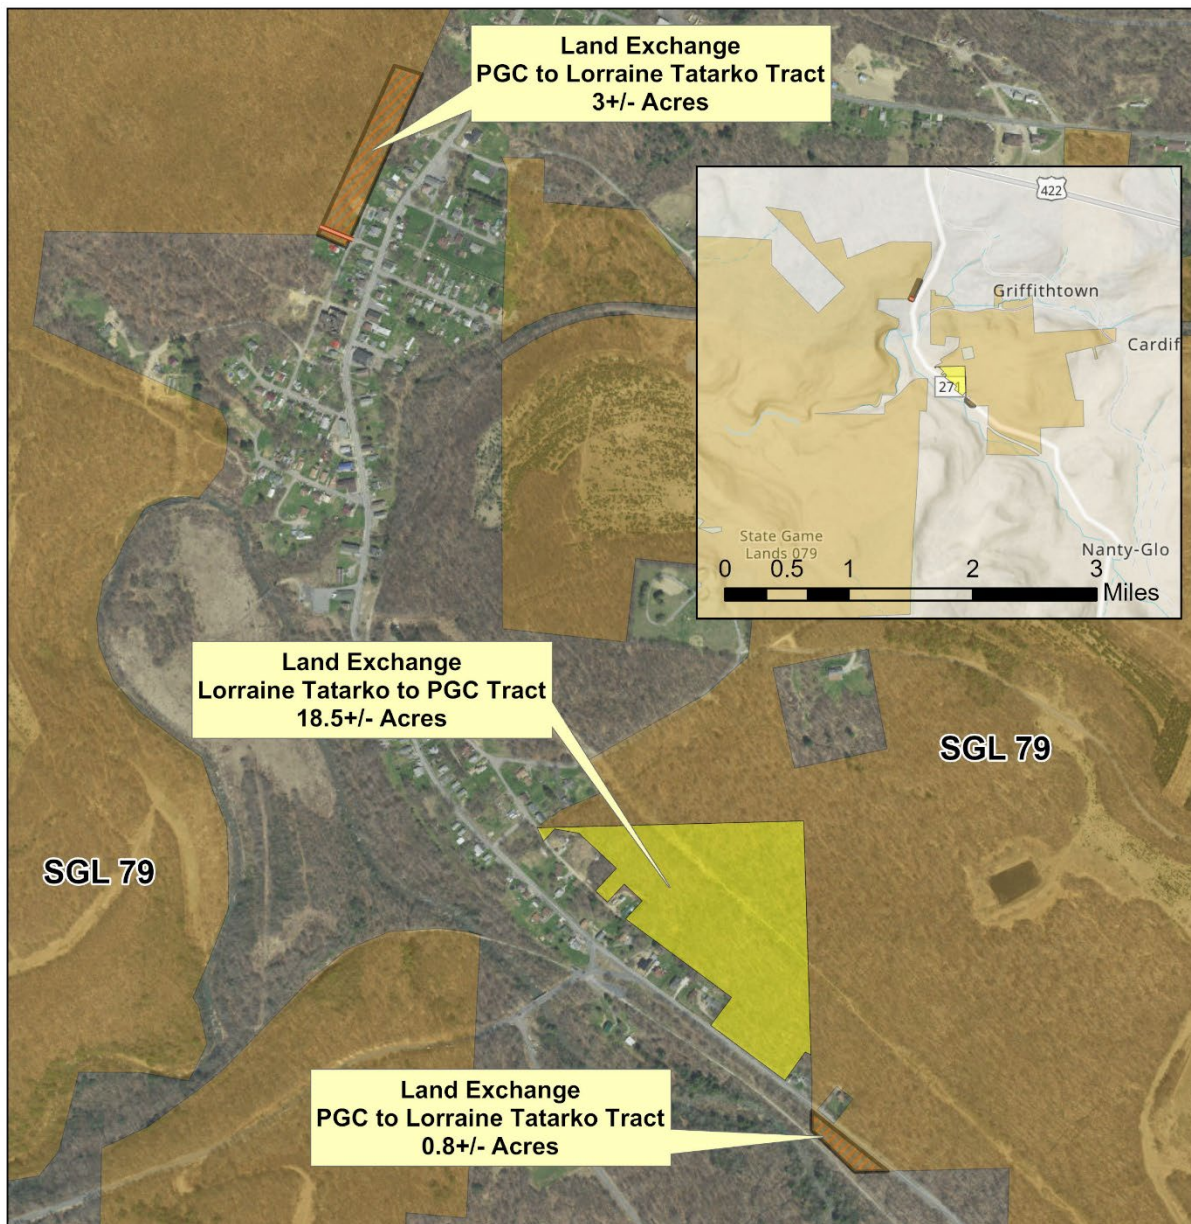 Land Exchange
PGC to Lorraine Tatarko Tract
3+/- Acres
422
Griffithtown
Cardif
271
State Game
Lands 079
Nanty-Glo
0 0.5 1 2 3
Miles
Land Exchange
Lorraine Tatarko to PGC Tract
18.5+/- Acres
SGL 79
SGL 79
Land Exchange
PGC to Lorraine Tatarko Tract
0.8+/- Acres